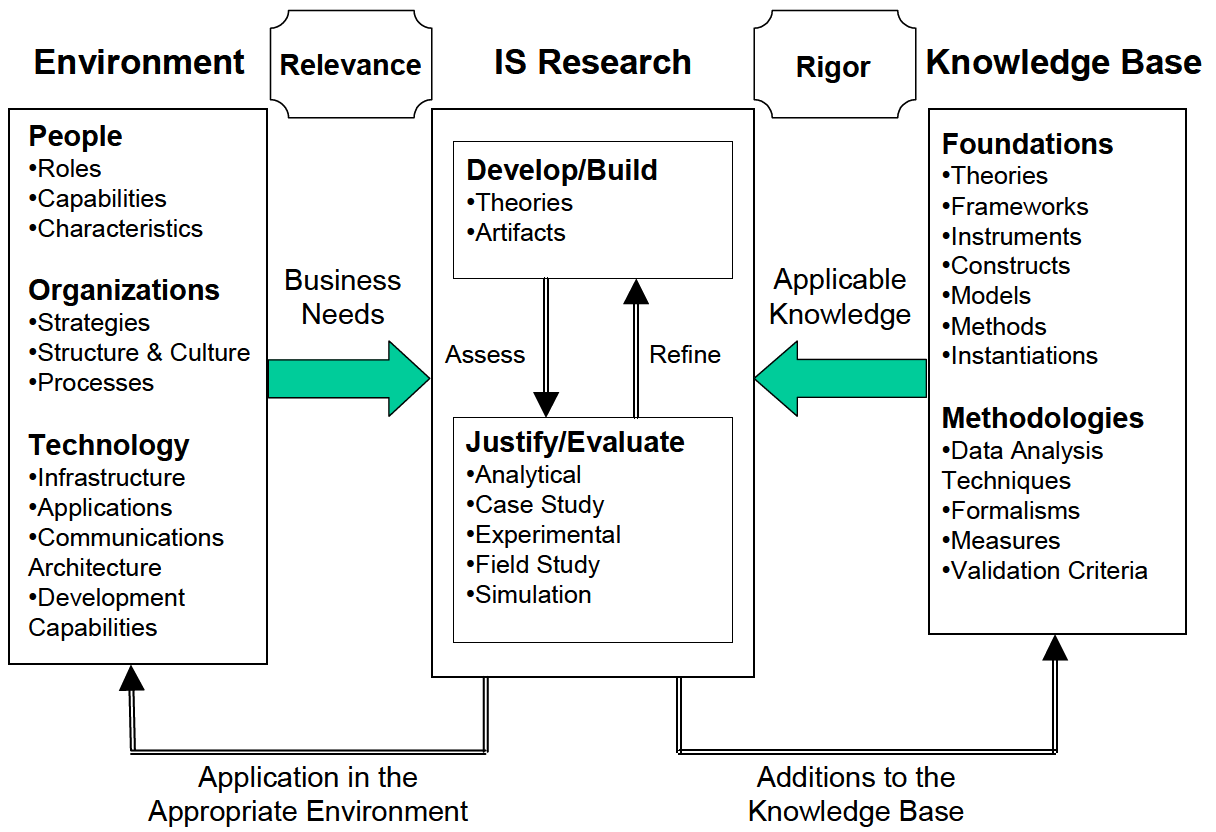 Environment
Relevance
IS Research
Rigor
Knowledge Base
People
•Roles
•Capabilities
•Characteristics
Organizations
•Strategies
•Structure & Culture
•Processes
Technology
•Infrastructure
•Applications
•Communications
Architecture
•Development
Capabilities
Business
Needs
Develop/Build
•Theories
•Artifacts
Assess
Refine
Justify/Evaluate
•Analytical
•Case Study
•Experimental
•Field Study
•Simulation
Applicable
Knowledge
Foundations
•Theories
•Frameworks
•Instruments
•Constructs
•Models
•Methods
•Instantiations
Methodologies
•Data Analysis
Techniques
•Formalisms
•Measures
•Validation Criteria
Application in the
Appropriate Environment
Additions to the
Knowledge Base